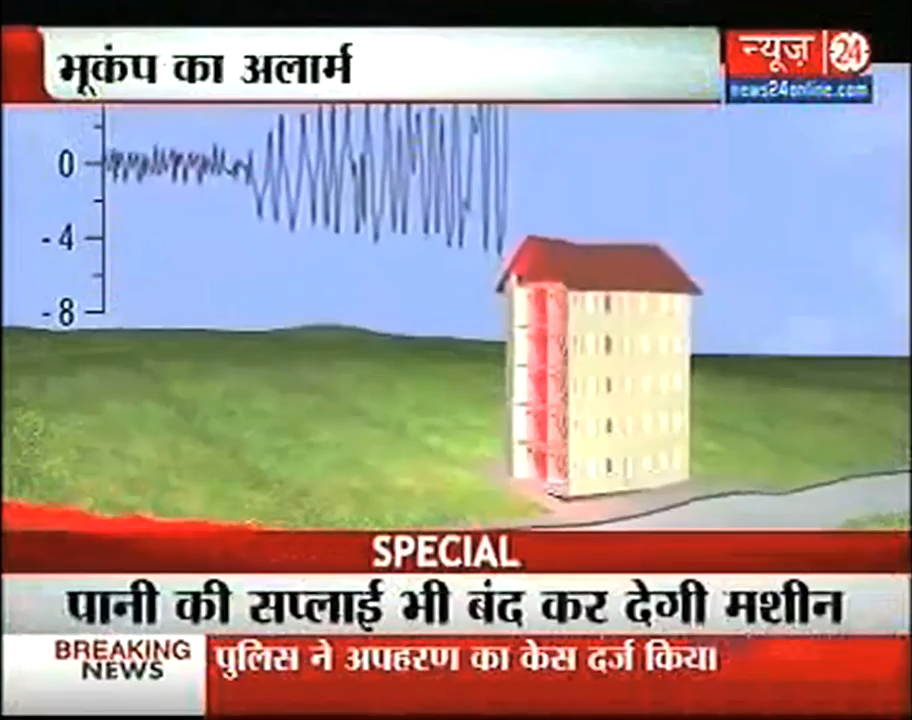 भूकंप का अलार्म
न्यूज़ 24
news24online.com
0
-4
-8
SPECIAL
पानी की सप्लाई भी बंद कर देगी मशीन
BREAKING NEWS
पुलिस ने अपहरण का केस दर्ज किया